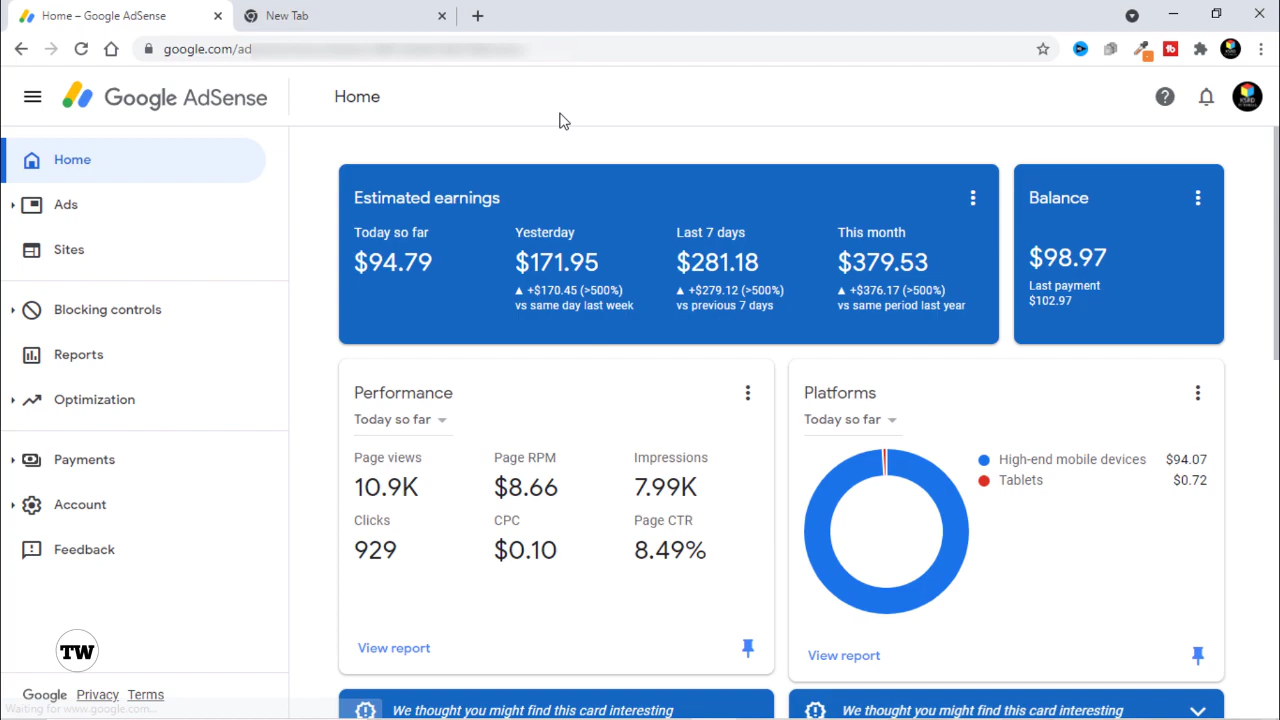 Home – Google AdSense
New Tab
google.com/ad
Google AdSense
Home
Home
Ads
Sites
Blocking controls
Reports
Optimization
Payments
Account
Feedback
TW
Google Privacy Terms
Waiting for www.google.com...
Estimated earnings
Today so far
$94.79
Yesterday
$171.95
+$170.45 (>500%)
vs same day last week
Last 7 days
$281.18
+$279.12 (>500%)
vs previous 7 days
This month
$379.53
+$376.17 (>500%)
vs same period last year
Balance
$98.97
Last payment
$102.97
Performance
Today so far
Page views
10.9K
Page RPM
$8.66
Impressions
7.99K
Clicks
929
CPC
$0.10
Page CTR
8.49%
View report
Platforms
Today so far
High-end mobile devices $94.07
Tablets $0.72
View report
We thought you might find this card interesting
We thought you might find this card interesting